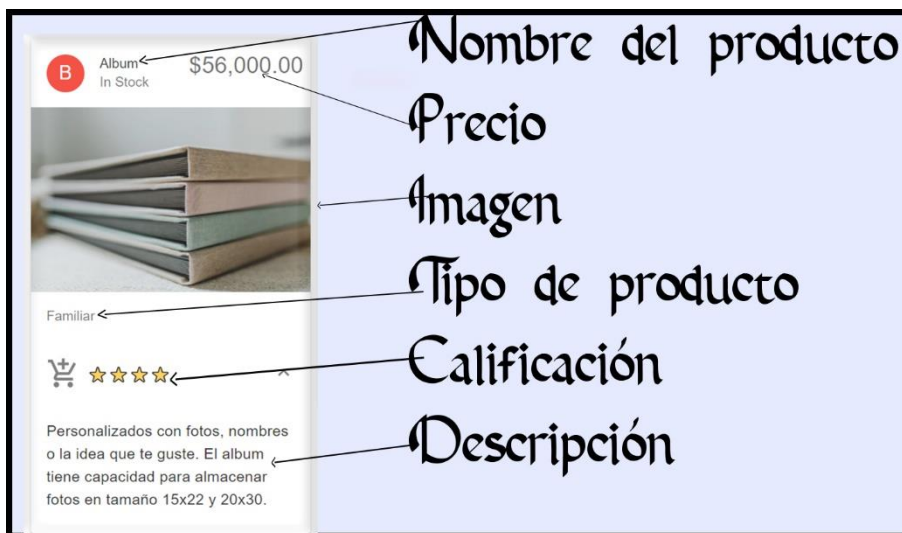 B
Album
In Stock
$56,000.00
Familiar
Personalizados con fotos, nombres
o la idea que te guste. El album
tiene capacidad para almacenar
fotos en tamaño 15x22 y 20x30.
Nombre del producto
Precio
Imagen
Tipo de producto
Calificación
Descripción